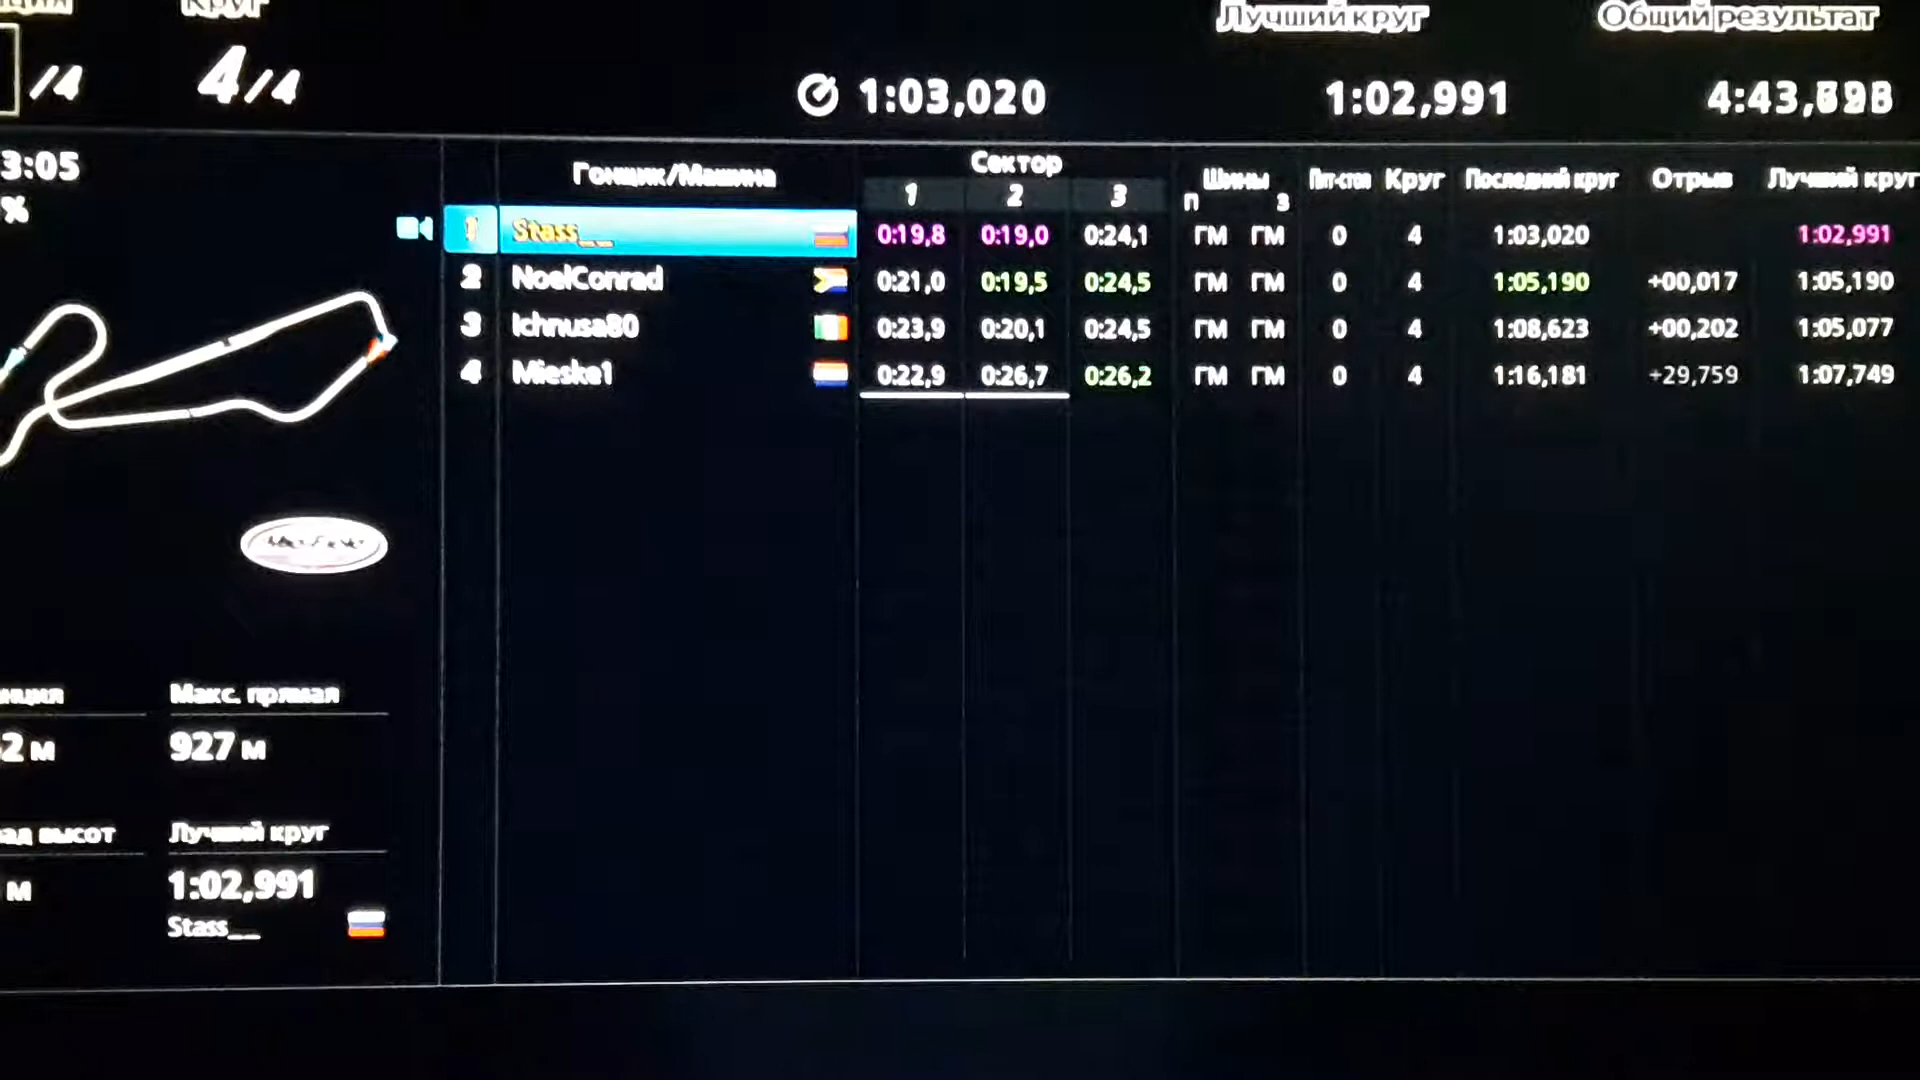 Круг
Лучший круг
Общий результат
/4
4/4
1:03,020
1:02,991
3:05
%
Гонщик/Машина
Сектор
1 2 3
Шины
П З
Пит-стоп
Круг
Последний круг
Отрыв
Лучший круг
1 Stass__ 0:19,8 0:19,0 0:24,1 ГМ ГМ 0 4 1:03,020 1:02,991
2 NoelConrad 0:21,0 0:19,5 0:24,5 ГМ ГМ 0 4 1:05,190 +00,017 1:05,190
3 Ichnusa80 0:23,9 0:20,1 0:24,5 ГМ ГМ 0 4 1:08,623 +00,202 1:05,077
4 Mieske1 0:22,9 0:26,7 0:26,2 ГМ ГМ 0 4 1:16,181 +29,759 1:07,749
Макс. прямая
2 м
927 м
ад высот
Лучший круг
м
1:02,991
Stass__